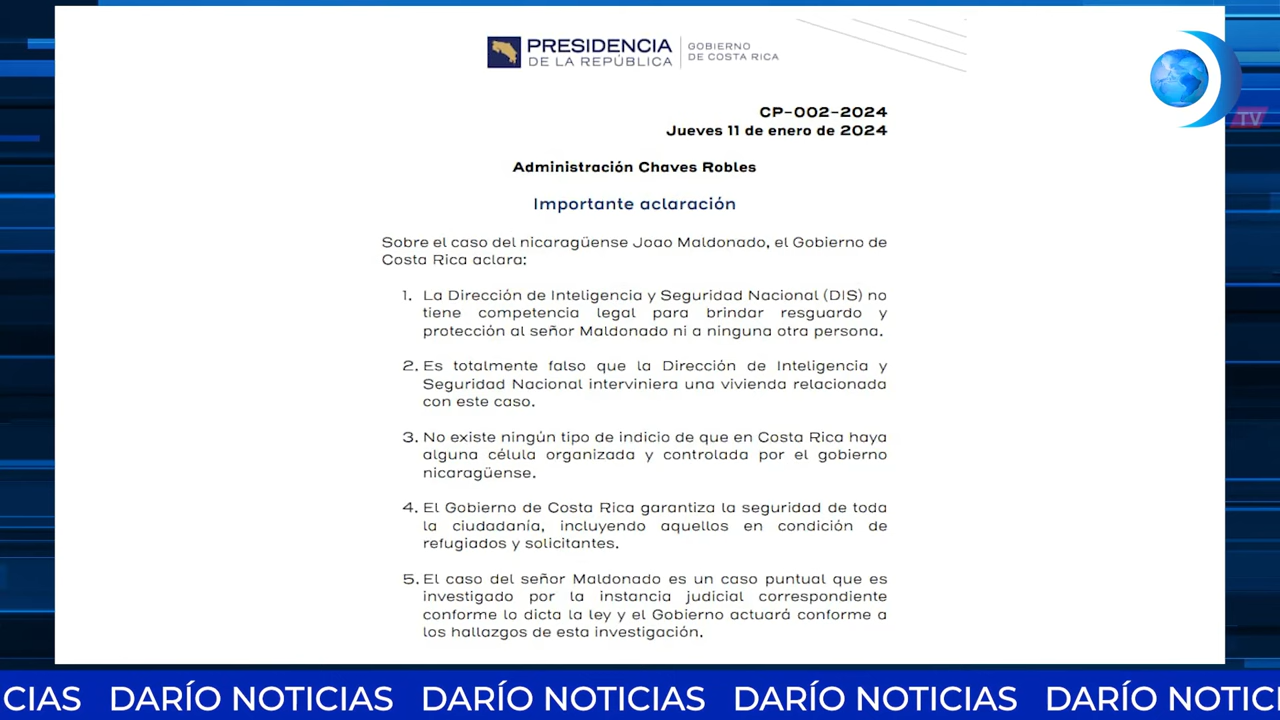 PRESIDENCIA
DE LA REPÚBLICA
GOBIERNO
DE COSTA RICA
TV
CP-002-2024
Jueves 11 de enero de 2024
Administración Chaves Robles
Importante aclaración
Sobre el caso del nicaragüense Joao Maldonado, el Gobierno de
Costa Rica aclara:
1. La Dirección de Inteligencia y Seguridad Nacional (DIS) no
tiene competencia legal para brindar resguardo y
protección al señor Maldonado ni a ninguna otra persona.
2. Es totalmente falso que la Dirección de Inteligencia y
Seguridad Nacional interviniera una vivienda relacionada
con este caso.
3. No existe ningún tipo de indicio de que en Costa Rica haya
alguna célula organizada y controlada por el gobierno
nicaragüense.
4. El Gobierno de Costa Rica garantiza la seguridad de toda
la ciudadanía, incluyendo aquellos en condición de
refugiados y solicitantes.
5. El caso del señor Maldonado es un caso puntual que es
investigado por la instancia judicial correspondiente
conforme lo dicta la ley y el Gobierno actuará conforme a
los hallazgos de esta investigación.
CIAS DARÍO NOTICIAS DARÍO NOTICIAS DARÍO NOTICIAS DARÍO NOTICI